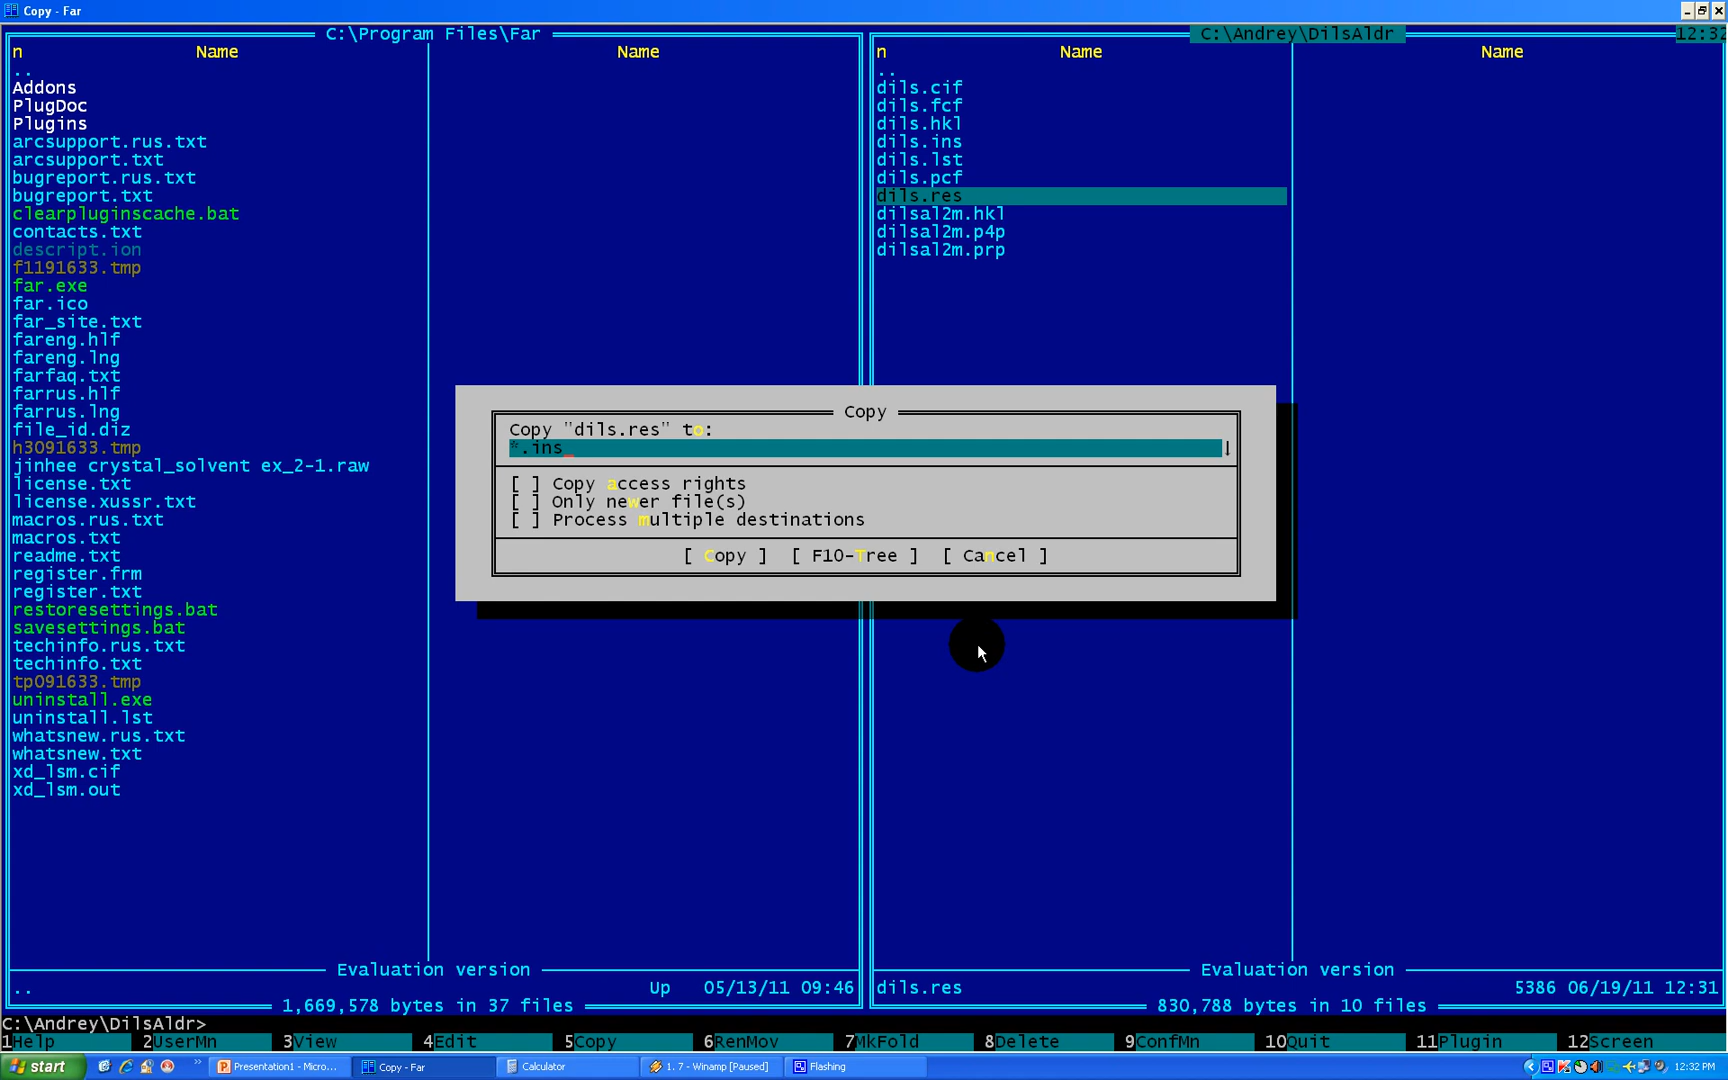 Copy - Far
C:\Program Files\Far
n Name Name
..
Addons
PlugDoc
Plugins
arcsupport.rus.txt
arcsupport.txt
bugreport.rus.txt
bugreport.txt
clearpluginscache.bat
contacts.txt
descript.ion
f1191633.tmp
far.exe
far.ico
far_site.txt
fareng.hlf
fareng.lng
farfaq.txt
farrus.hlf
farrus.lng
file_id.diz
h3091633.tmp
jinhee crystal_solvent ex_2-1.raw
license.txt
license.xussr.txt
macros.rus.txt
macros.txt
readme.txt
register.frm
register.txt
restoresettings.bat
savesettings.bat
techinfo.rus.txt
techinfo.txt
tp091633.tmp
uninstall.exe
uninstall.lst
whatsnew.rus.txt
whatsnew.txt
xd_lsm.cif
xd_lsm.out
Evaluation version
.. Up 05/13/11 09:46
1,669,578 bytes in 37 files
C:\Andrey\DilsAldr 12:32
n Name Name
..
dils.cif
dils.fcf
dils.hkl
dils.ins
dils.lst
dils.pcf
dils.res
dilsal2m.hkl
dilsal2m.p4p
dilsal2m.prp
Evaluation version
dils.res 5386 06/19/11 12:31
830,788 bytes in 10 files
Copy
Copy "dils.res" to:
*.ins_ ↓
[ ] Copy access rights
[ ] Only newer file(s)
[ ] Process multiple destinations
[ Copy ] [ F10-Tree ] [ Cancel ]
C:\Andrey\DilsAldr>
1Help 2UserMn 3View 4Edit 5Copy 6RenMov 7MkFold 8Delete 9ConfMn 10Quit 11Plugin 12Screen
start Presentation1 - Micro... Copy - Far Calculator 1. 7 - Winamp [Paused] Flashing 12:32 PM